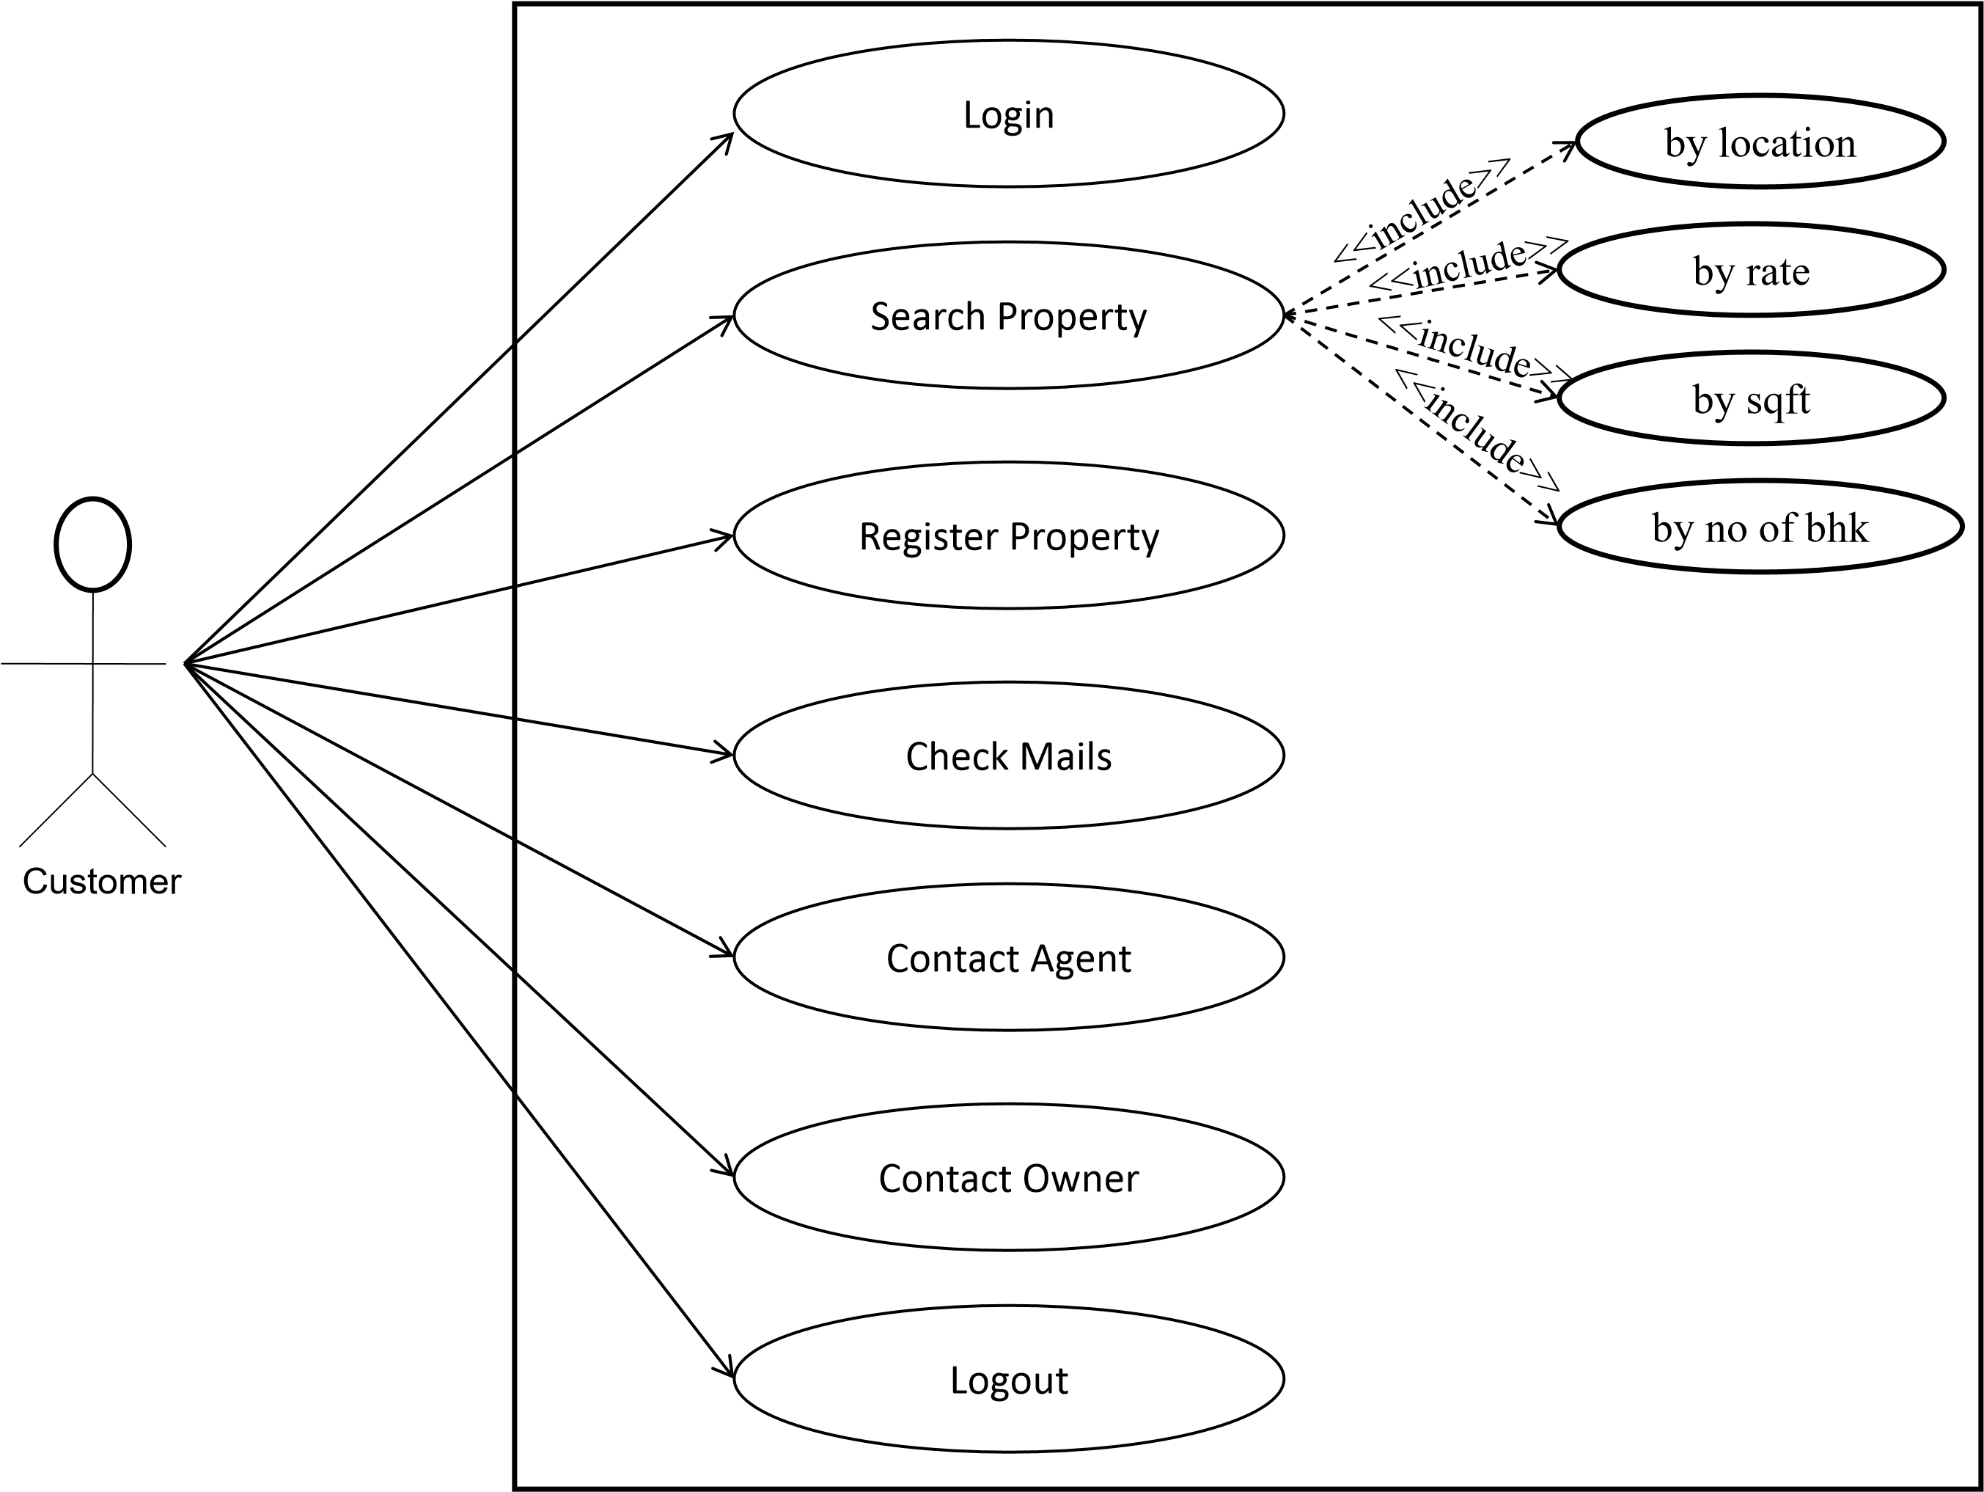 Login
by location
<<include>>
by rate
<<include>>
Search Property
<<include>>
by sqft
<<include>>
by no of bhk
Register Property
Check Mails
Customer
Contact Agent
Contact Owner
Logout